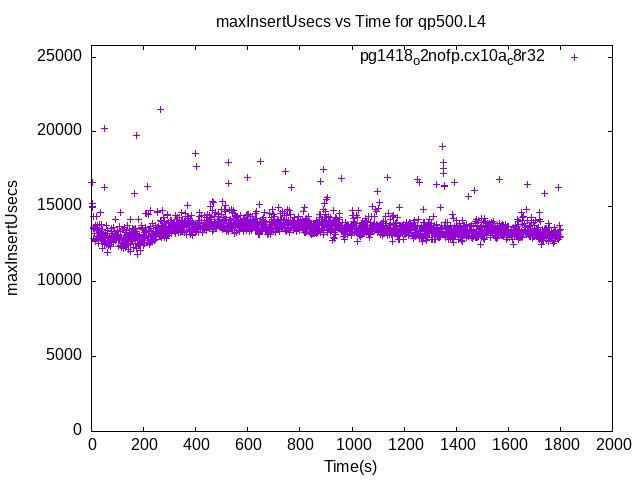 maxInsertUsecs vs Time for qp500.L4
pg1418o2nofp.cx10ac8r32
maxInsertUsecs
25000
20000
15000
10000
5000
0
0 200 400 600 800 1000 1200 1400 1600 1800 2000
Time(s)